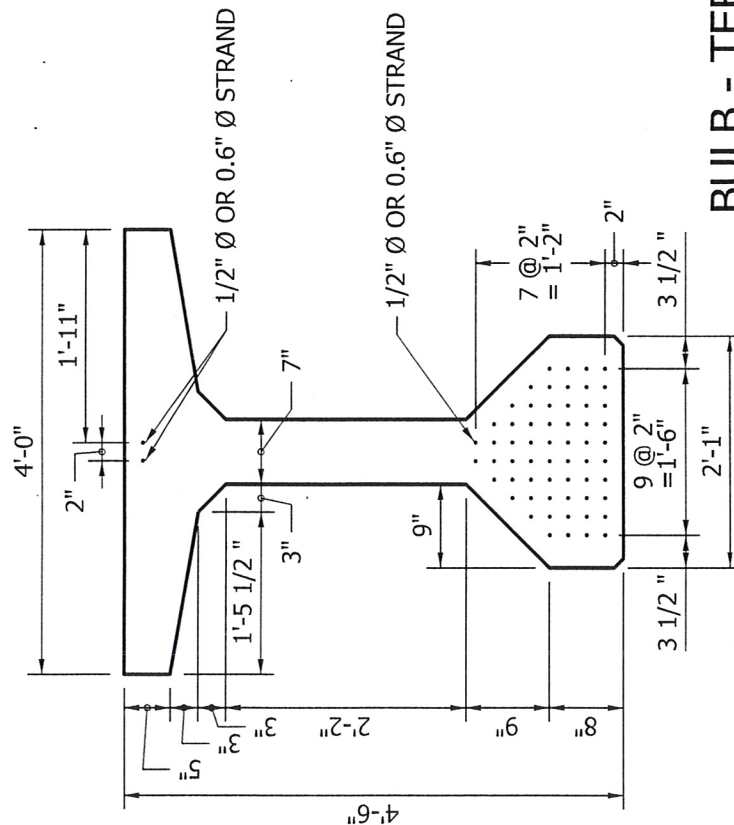 4'-0"
2"
1'-11"
1/2" Ø OR 0.6" Ø STRAND
5"
3"
3"
1'-5 1/2 "
3"
7"
2'-2"
4'-6"
1/2" Ø OR 0.6" Ø STRAND
9"
9"
7 @ 2"
= 1'-2"
8"
2"
9 @ 2"
=1'-6"
3 1/2 "
3 1/2 "
2'-1"
BULB - TEE